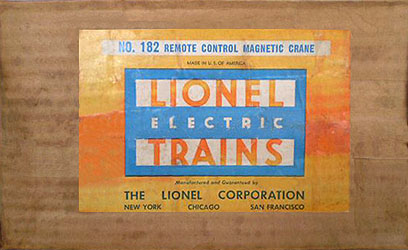 NO. 182 REMOTE CONTROL MAGNETIC CRANE
MADE IN U. S. OF AMERICA
LIONEL
ELECTRIC
TRAINS
Manufactured and Guaranteed by
THE LIONEL CORPORATION
NEW YORK CHICAGO SAN FRANCISCO